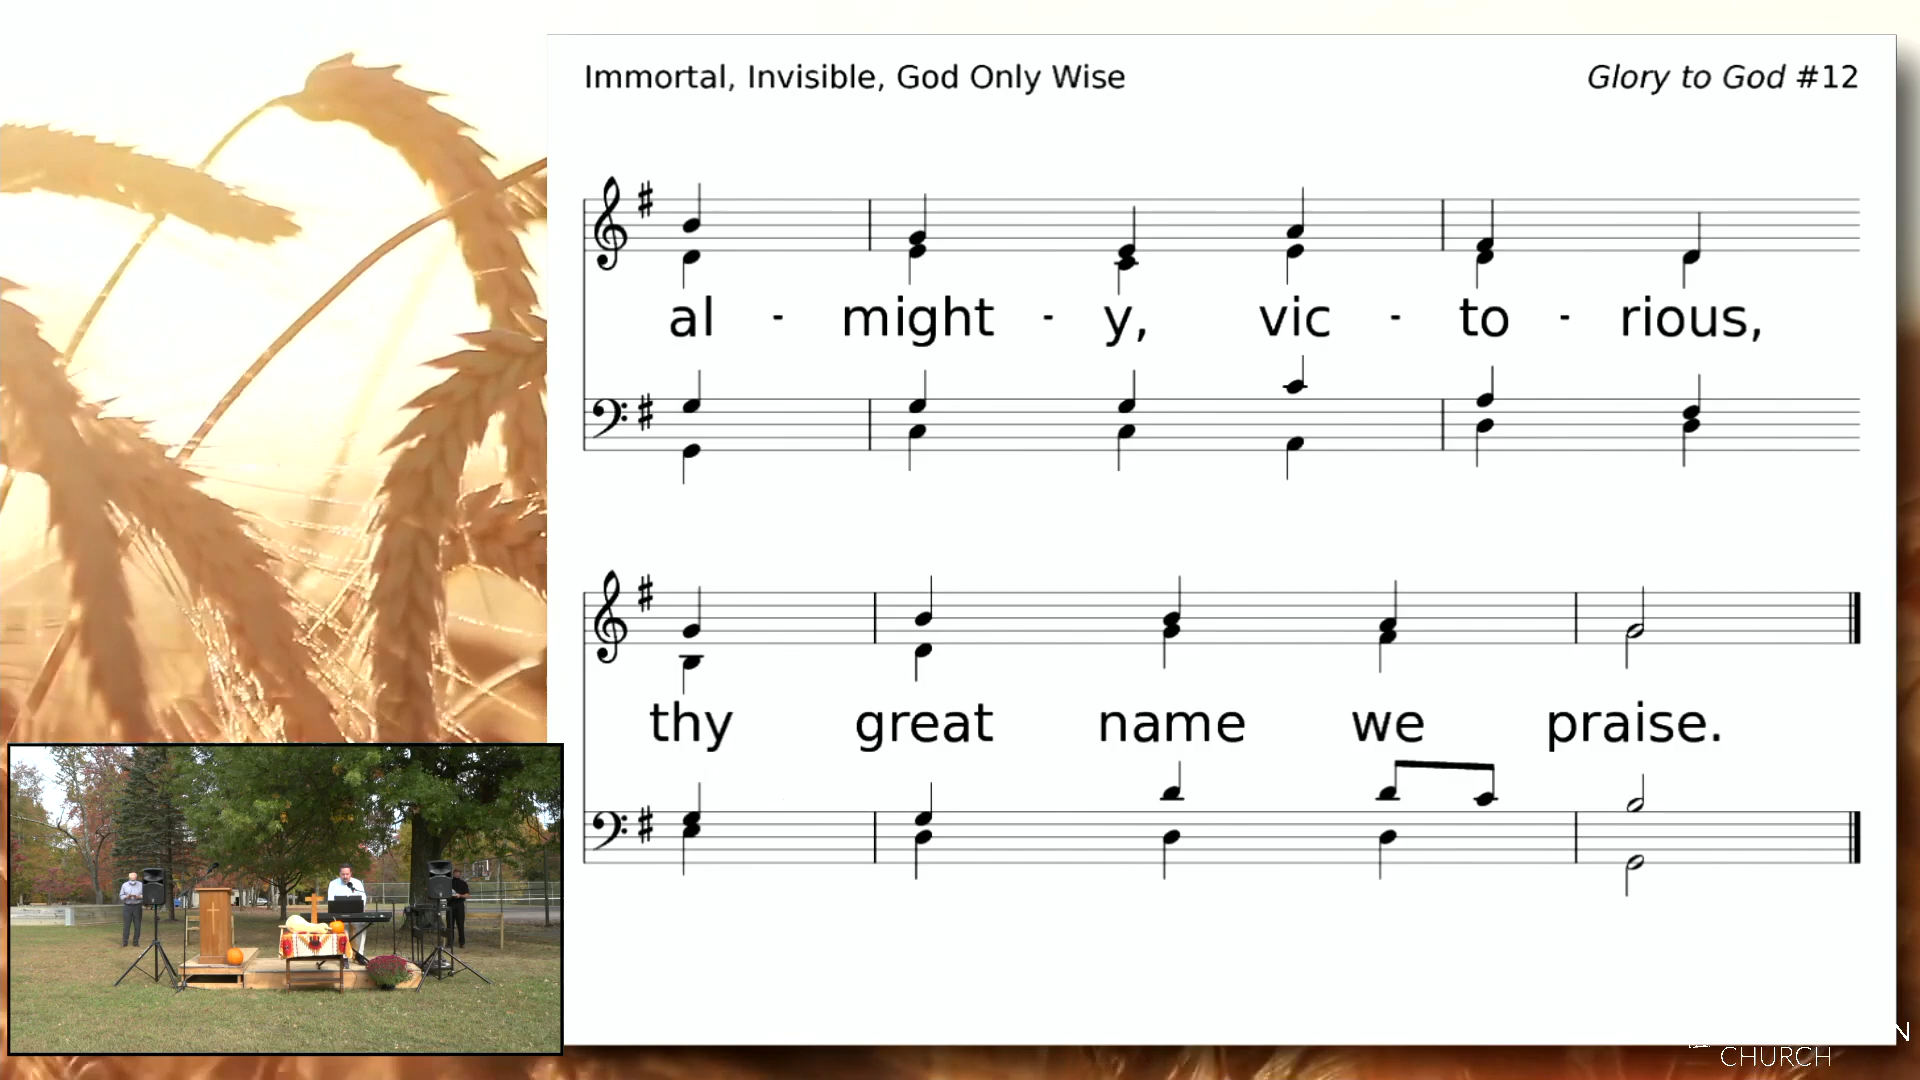 Immortal, Invisible, God Only Wise
Glory to God #12
al - might - y, vic - to - rious,
thy great name we praise.
N
CHURCH